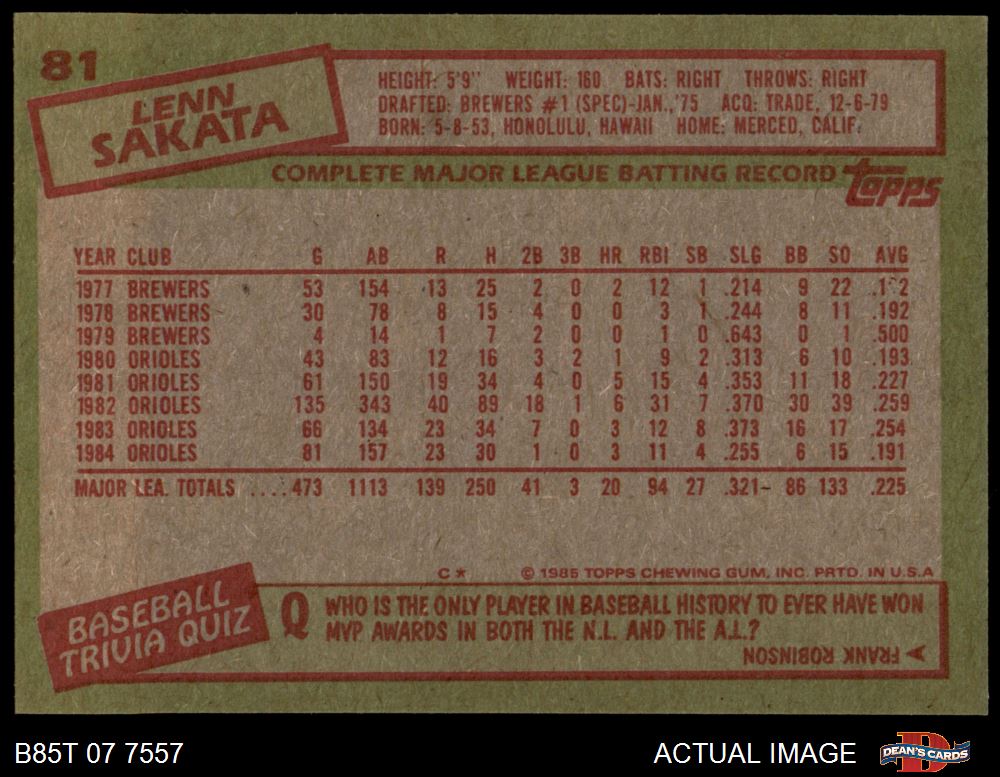 81
LENN
SAKATA
HEIGHT: 5'9" WEIGHT: 160 BATS: RIGHT THROWS: RIGHT
DRAFTED: BREWERS #1 (SPEC)-JAN.,'75 ACQ: TRADE, 12-6-79
BORN: 5-8-53, HONOLULU, HAWAII HOME: MERCED, CALIF.
COMPLETE MAJOR LEAGUE BATTING RECORD topps
YEAR CLUB G AB R H 2B 3B HR RBI SB SLG BB SO AVG
1977 BREWERS 53 154 13 25 2 0 2 12 1 .214 9 22
1978 BREWERS 30 78 8 15 4 0 0 3 1 .244 8 11 .192
1979 BREWERS 4 14 1 7 2 0 0 1 0 .643 0 1 .500
1980 ORIOLES 43 83 12 16 3 2 1 9 2 .313 6 10 .193
1981 ORIOLES 61 150 19 34 4 0 5 15 4 .353 11 18 .227
1982 ORIOLES 135 343 40 89 18 1 6 31 7 .370 30 39 .259
1983 ORIOLES 66 134 23 34 7 0 3 12 8 .373 16 17 .254
1984 ORIOLES 81 157 23 30 1 0 3 11 4 .255 6 15 .191
MAJOR LEA. TOTALS ....473 1113 139 250 41 3 20 94 27 .321- 86 133 .225
C* © 1985 TOPPS CHEWING GUM, INC. PRTD. IN U.S.A
BASEBALL
TRIVIA QUIZ
Q WHO IS THE ONLY PLAYER IN BASEBALL HISTORY TO EVER HAVE WON
MVP AWARDS IN BOTH THE N.L. AND THE A.L.?
A FRANK ROBINSON
B85T 07 7557
ACTUAL IMAGE
D
DEAN'S CARDS